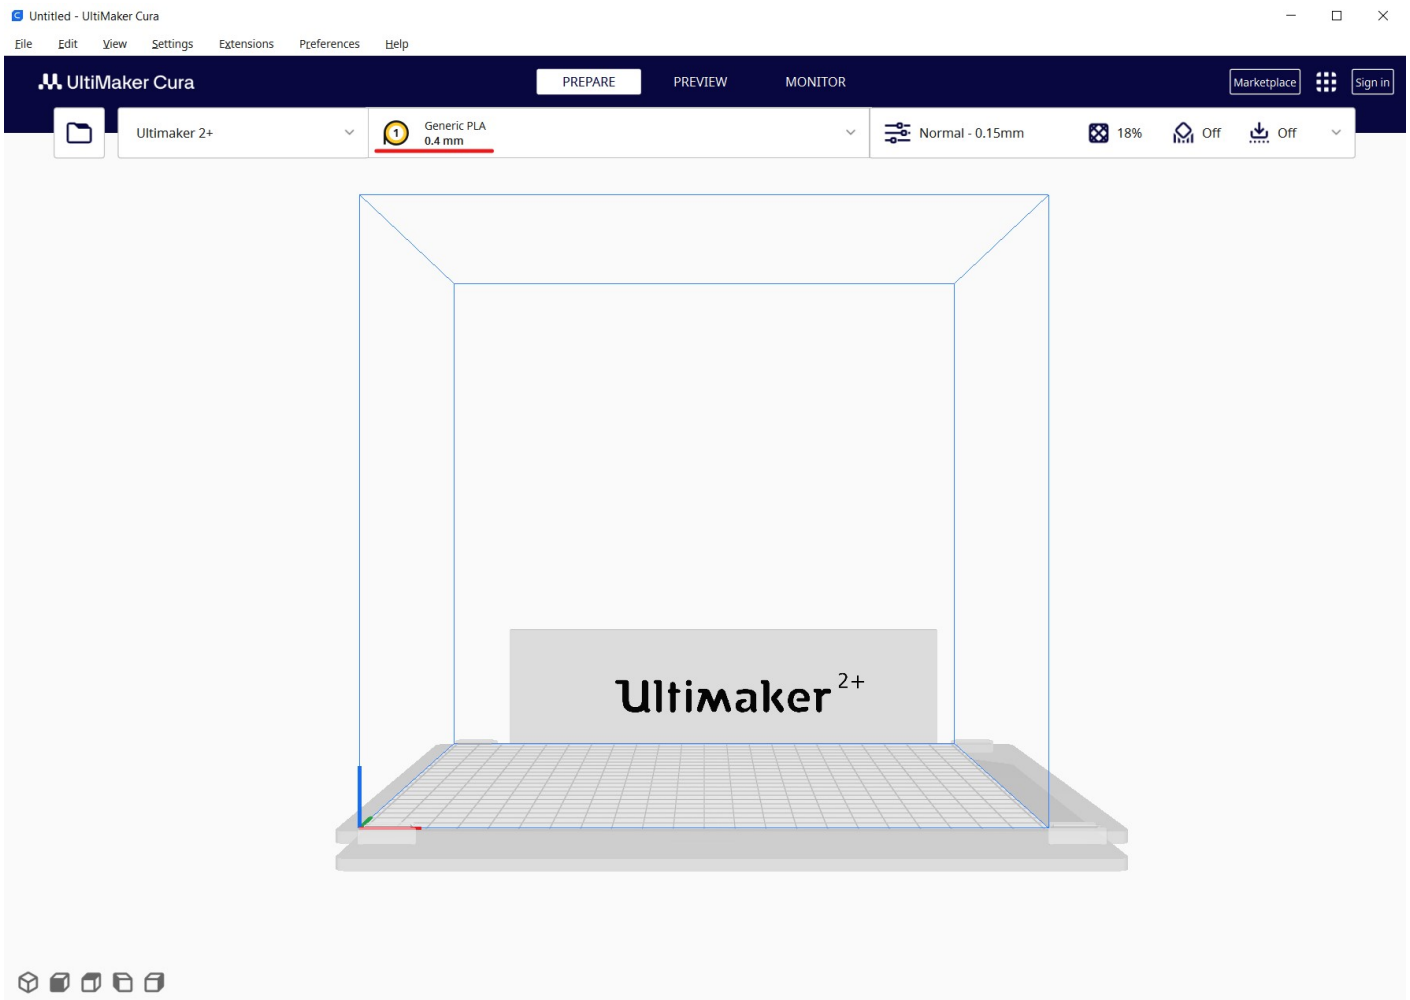 Untitled - UltiMaker Cura
File Edit View Settings Extensions Preferences Help
UltiMaker Cura PREPARE PREVIEW MONITOR Marketplace Sign in
Ultimaker 2+ 1 Generic PLA
0.4 mm
Normal - 0.15mm 18% Off Off
Ultimaker 2+